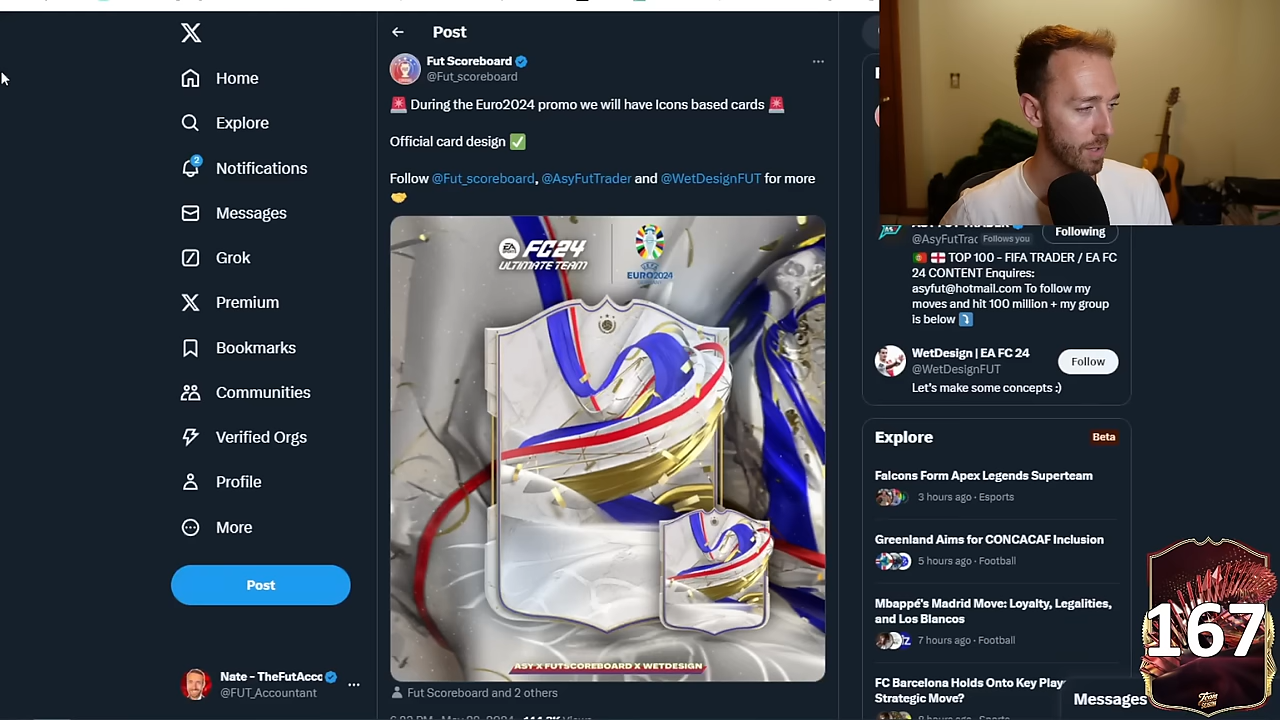 Home
Explore
2
Notifications
Messages
Grok
Premium
Bookmarks
Communities
Verified Orgs
Profile
More
Post
Nate - TheFutAcc
@FUT_Accountant
Post
Fut Scoreboard
@Fut_scoreboard
During the Euro2024 promo we will have Icons based cards
Official card design
Follow @Fut_scoreboard, @AsyFutTrader and @WetDesignFUT for more
EA SPORTS FC24
ULTIMATE TEAM
UEFA
EURO2024
ASY X FUTSCOREBOARD X WETDESIGN
Fut Scoreboard and 2 others
@AsyFutTrad Follows you
Following
TOP 100 - FIFA TRADER / EA FC
24 CONTENT Enquires:
asyfut@hotmail.com To follow my
moves and hit 100 million + my group
is below
WetDesign | EA FC 24
@WetDesignFUT
Follow
Let's make some concepts :)
Explore
Beta
Falcons Form Apex Legends Superteam
3 hours ago · Esports
Greenland Aims for CONCACAF Inclusion
5 hours ago · Football
Mbappé's Madrid Move: Loyalty, Legalities,
and Los Blancos
7 hours ago · Football
FC Barcelona Holds Onto Key Play
Strategic Move?
Messages
167